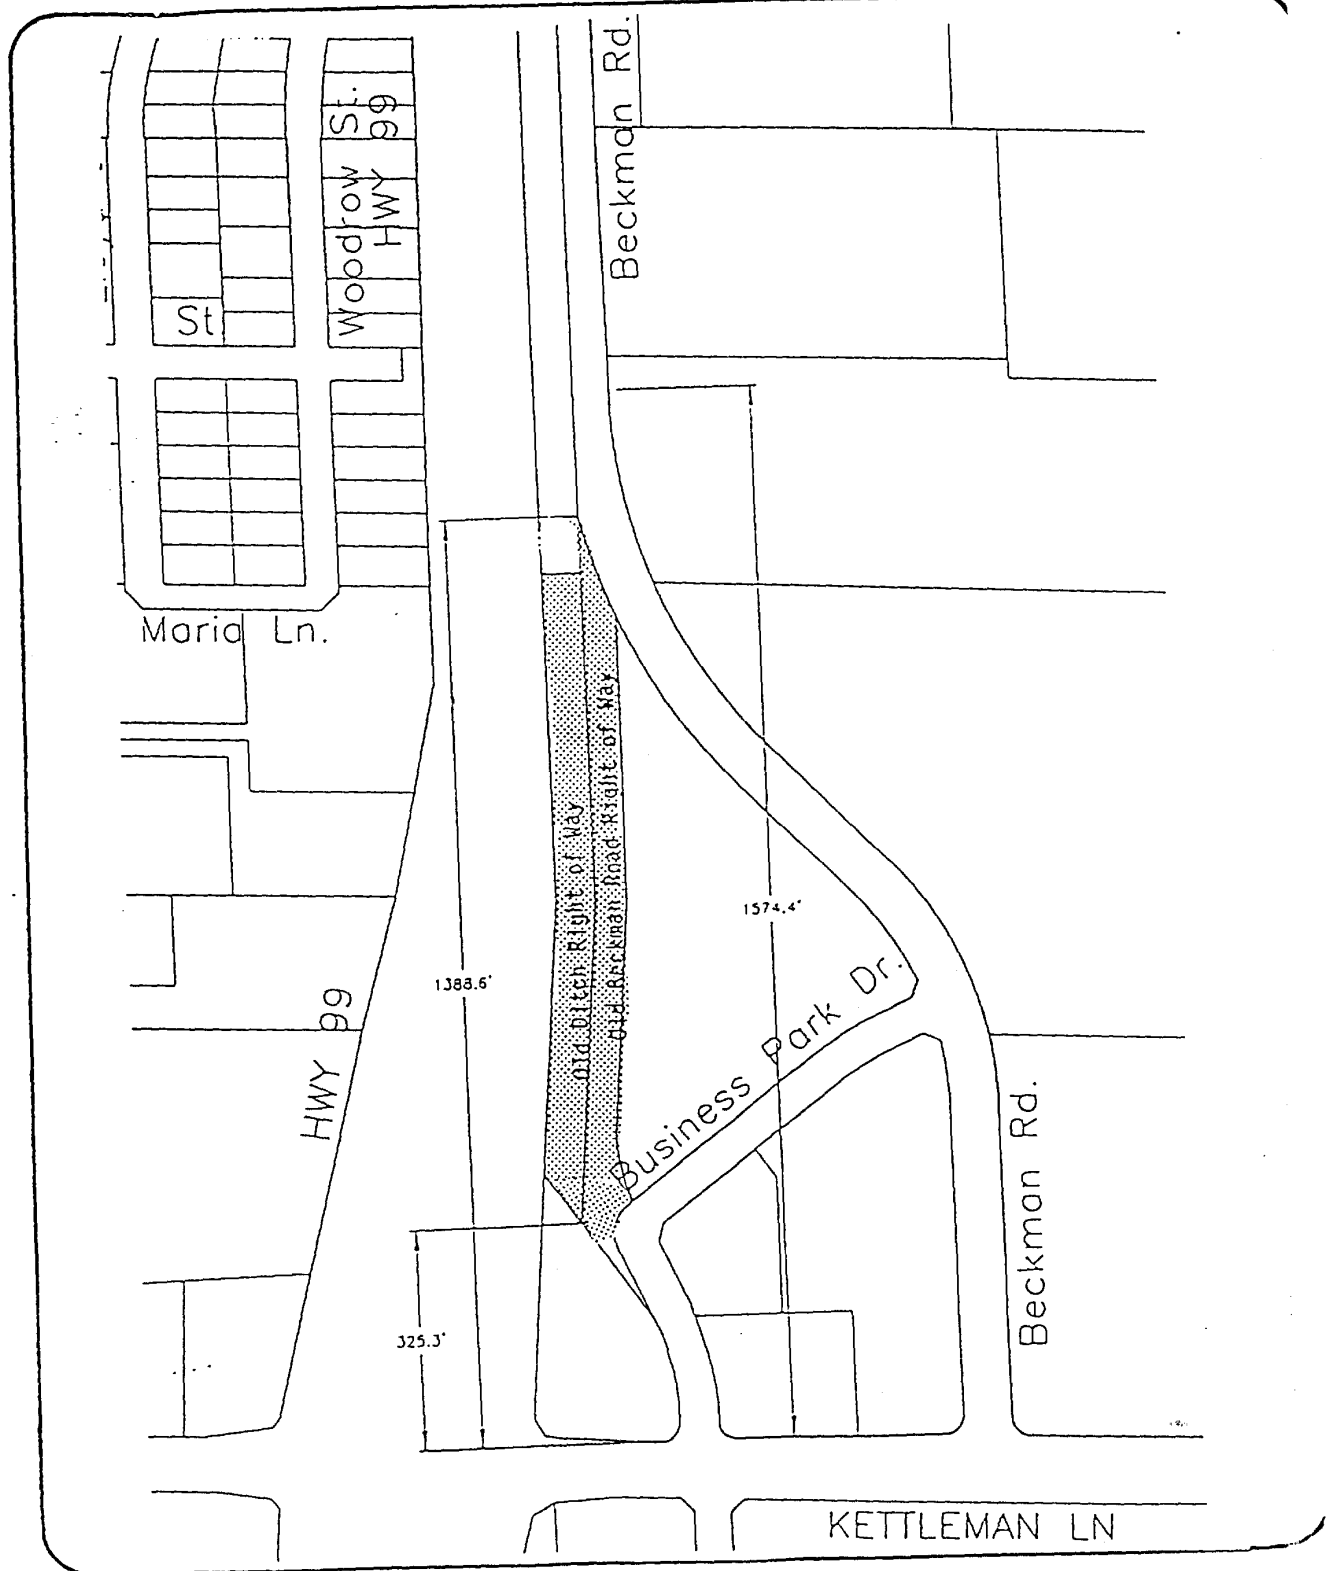 Beckman Rd.
Woodrow St.
HWY 99
St
Maria Ln.
Old Ditch Right of Way
Old Beckman Road Right of Way
1574.4'
1388.6'
HWY 99
Business Park Dr.
Beckman Rd.
325.3'
KETTLEMAN LN